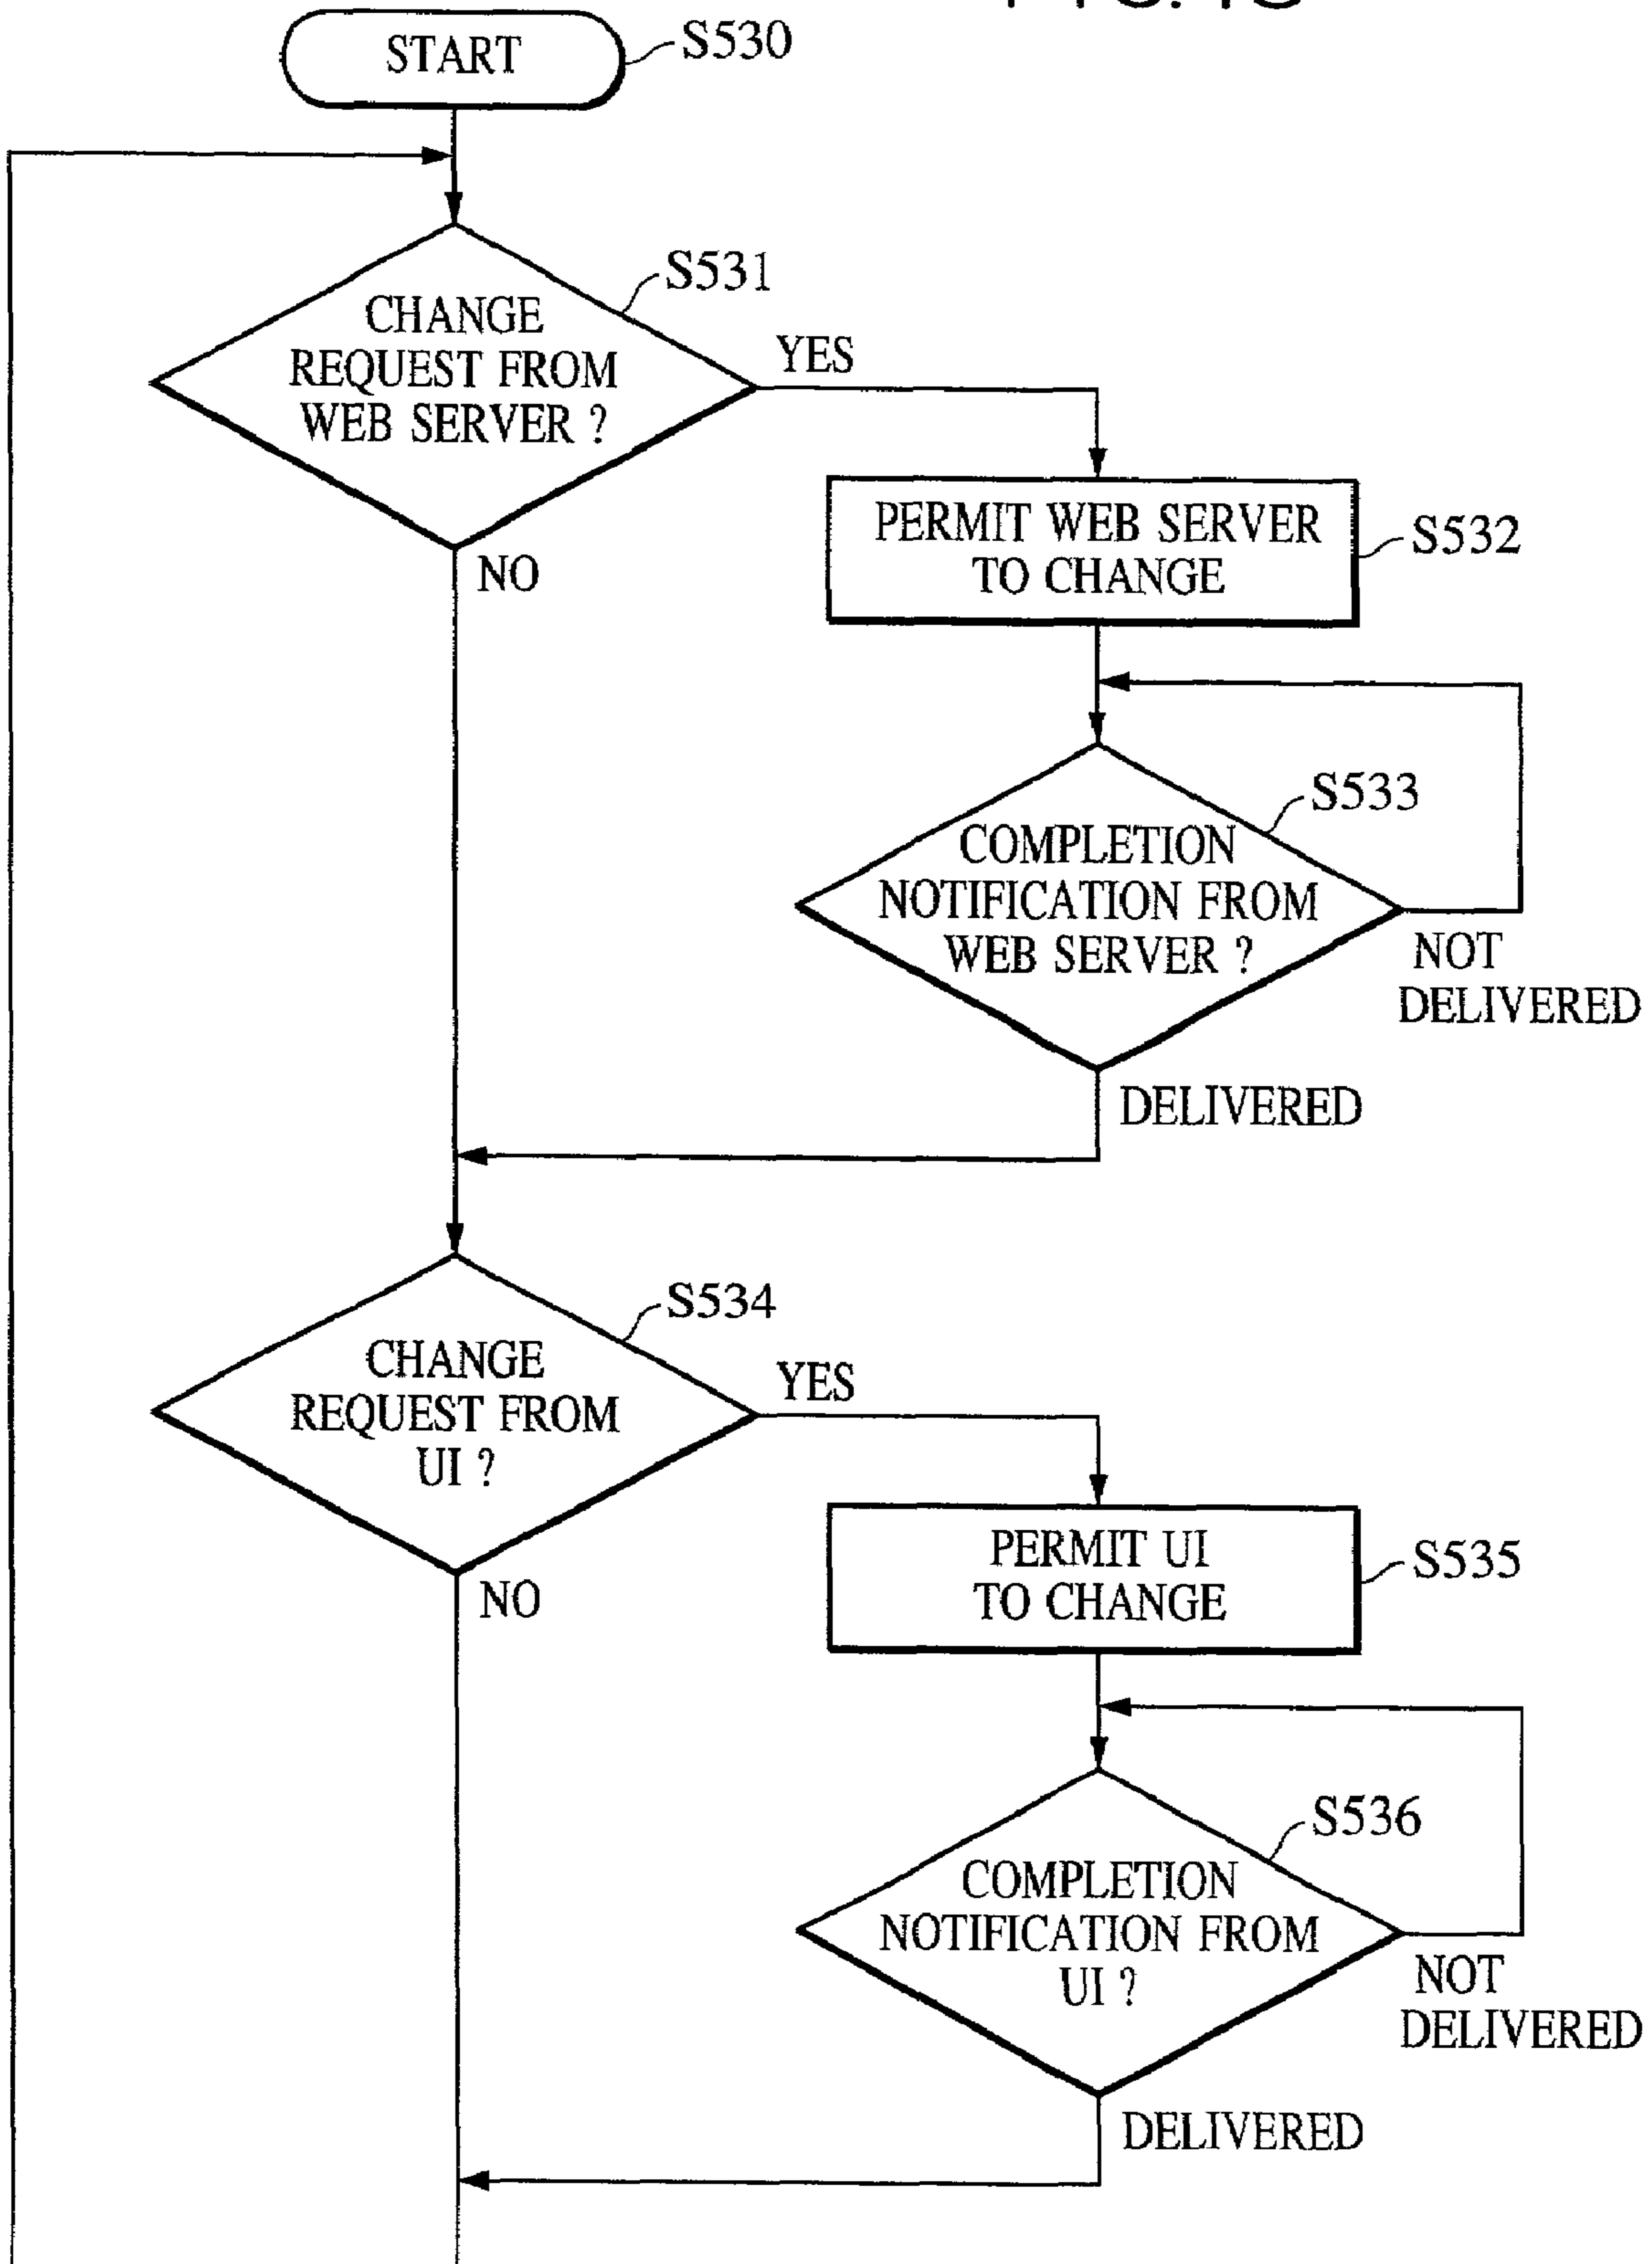 START
S530
S531
CHANGE
REQUEST FROM
WEB SERVER ?
YES
NO
PERMIT WEB SERVER
TO CHANGE
S532
S533
COMPLETION
NOTIFICATION FROM
WEB SERVER ?
NOT
DELIVERED
DELIVERED
S534
CHANGE
REQUEST FROM
UI ?
YES
NO
PERMIT UI
TO CHANGE
S535
S536
COMPLETION
NOTIFICATION FROM
UI ?
NOT
DELIVERED
DELIVERED